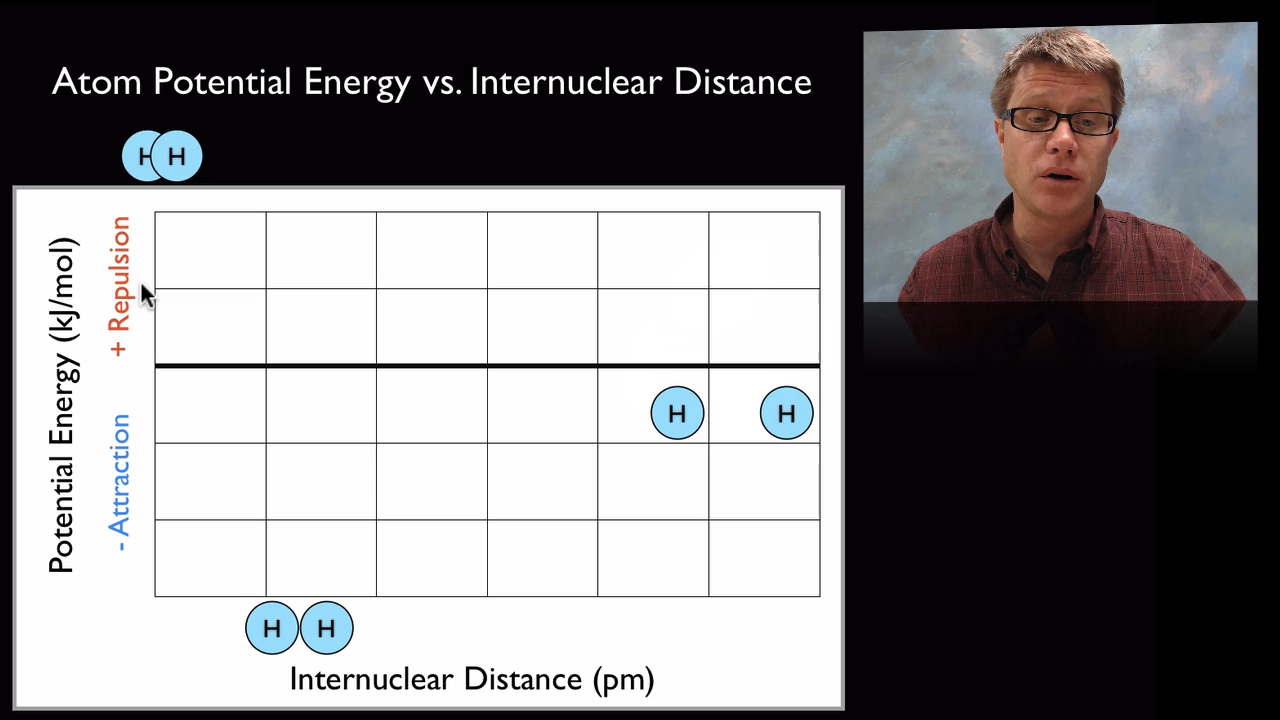 Atom Potential Energy vs. Internuclear Distance
H H
Potential Energy (kJ/mol)
+ Repulsion
- Attraction
H H
H H
Internuclear Distance (pm)